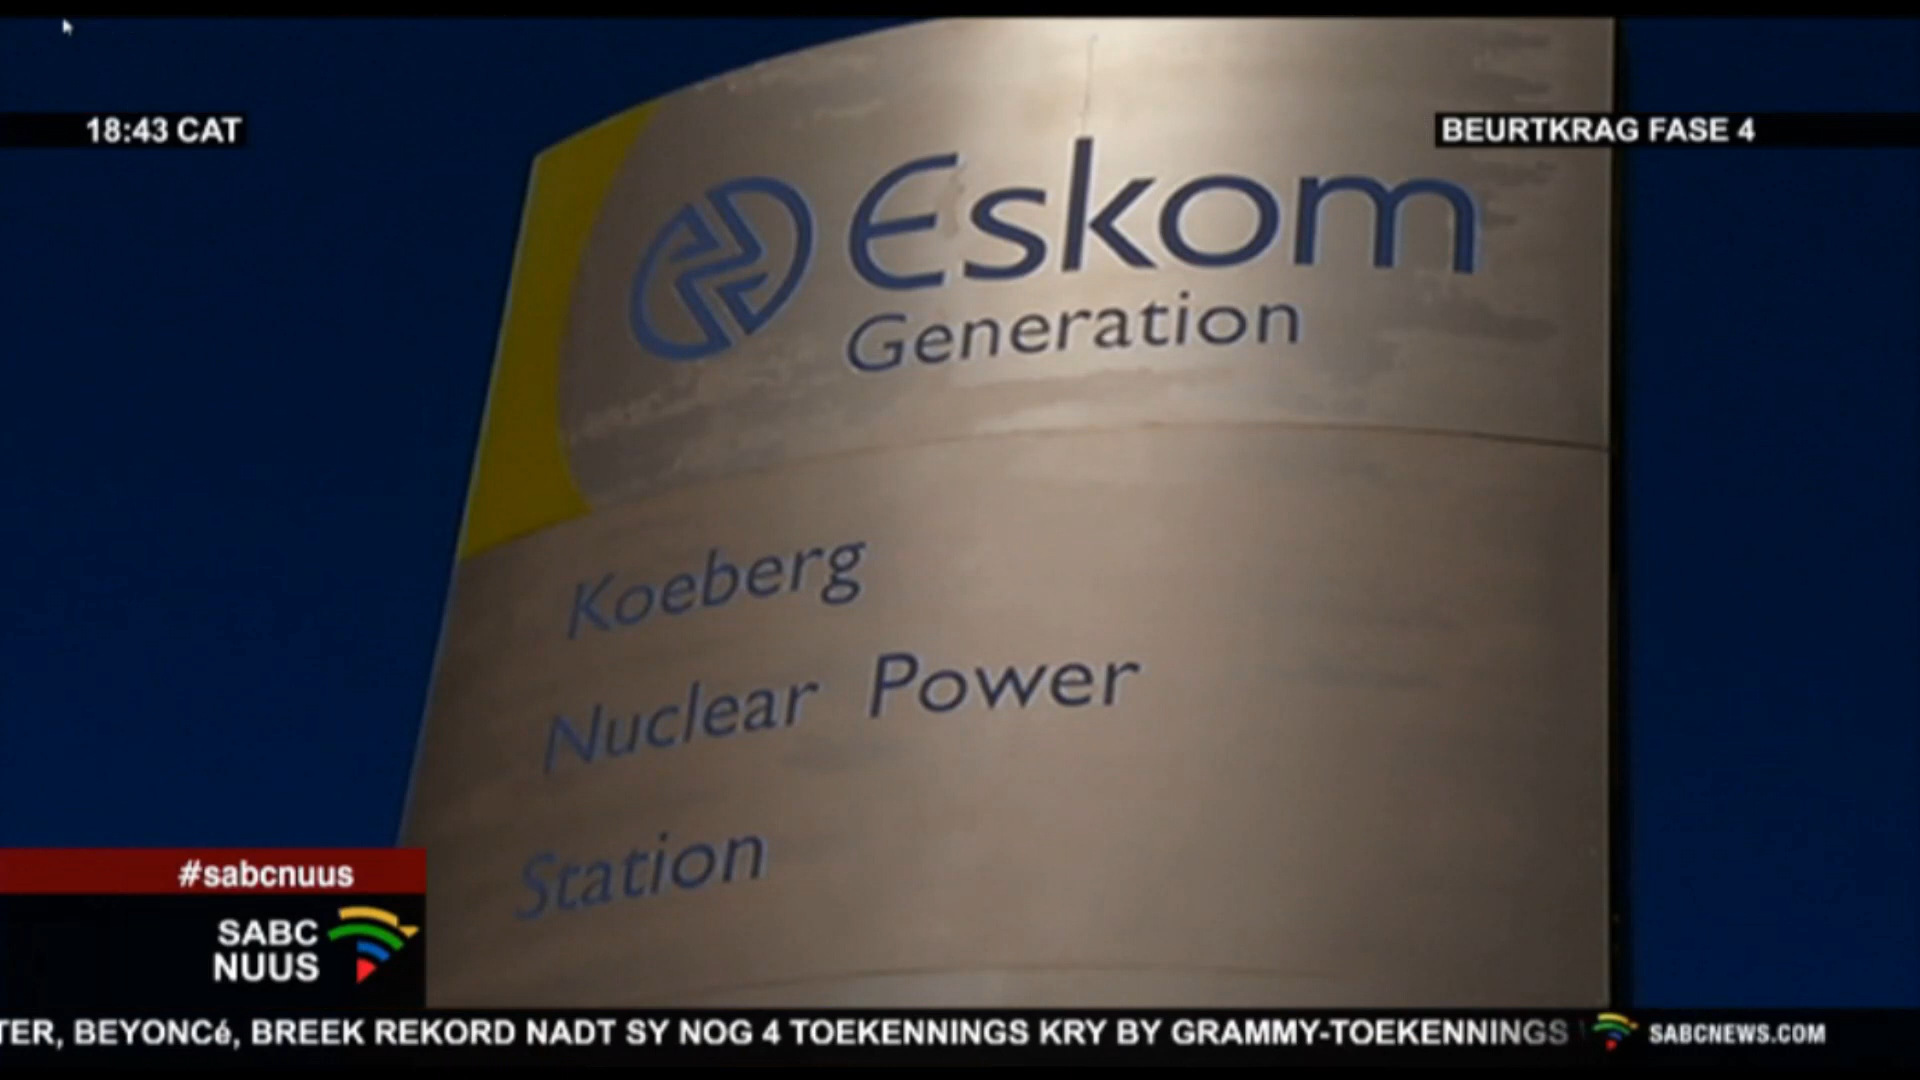 18:43 CAT
BEURTKRAG FASE 4
Eskom
Generation
Koeberg
Nuclear Power
Station
#sabcnuus
SABC
NUUS
TER, BEYONCé, BREEK REKORD NADT SY NOG 4 TOEKENNINGS KRY BY GRAMMY-TOEKENNINGS
SABCNEWS.COM